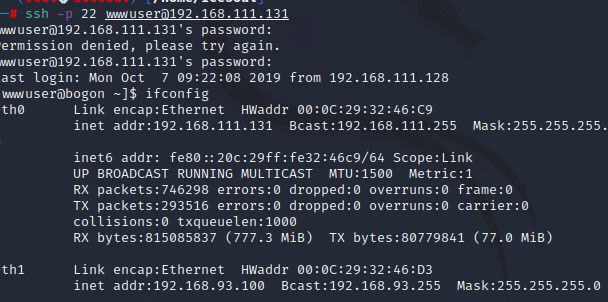 ─# ssh -p 22 wwwuser@192.168.111.131
wwwuser@192.168.111.131's password:
ermission denied, please try again.
wwwuser@192.168.111.131's password:
ast login: Mon Oct  7 09:22:08 2019 from 192.168.111.128
wwwuser@bogon ~]$ ifconfig
th0       Link encap:Ethernet  HWaddr 00:0C:29:32:46:C9
          inet addr:192.168.111.131  Bcast:192.168.111.255  Mask:255.255.255.
          inet6 addr: fe80::20c:29ff:fe32:46c9/64 Scope:Link
          UP BROADCAST RUNNING MULTICAST  MTU:1500  Metric:1
          RX packets:746298 errors:0 dropped:0 overruns:0 frame:0
          TX packets:293516 errors:0 dropped:0 overruns:0 carrier:0
          collisions:0 txqueuelen:1000
          RX bytes:815085837 (777.3 MiB)  TX bytes:80779841 (77.0 MiB)
th1       Link encap:Ethernet  HWaddr 00:0C:29:32:46:D3
          inet addr:192.168.93.100  Bcast:192.168.93.255  Mask:255.255.255.0